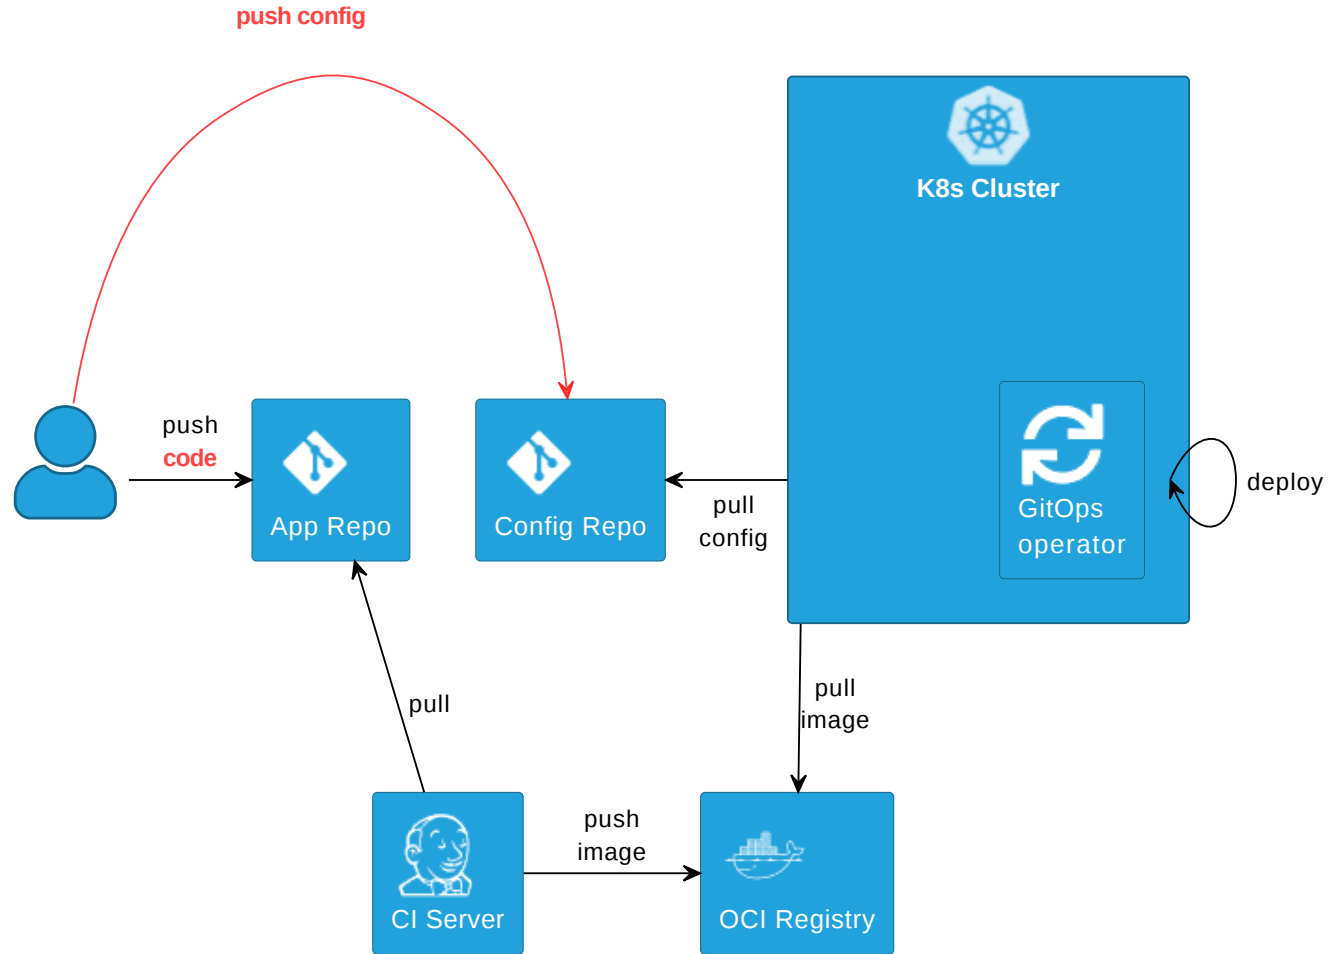 push config
K8s Cluster
push
code
App Repo
Config Repo
pull
config
GitOps
operator
deploy
pull
pull
image
push
image
CI Server
OCI Registry